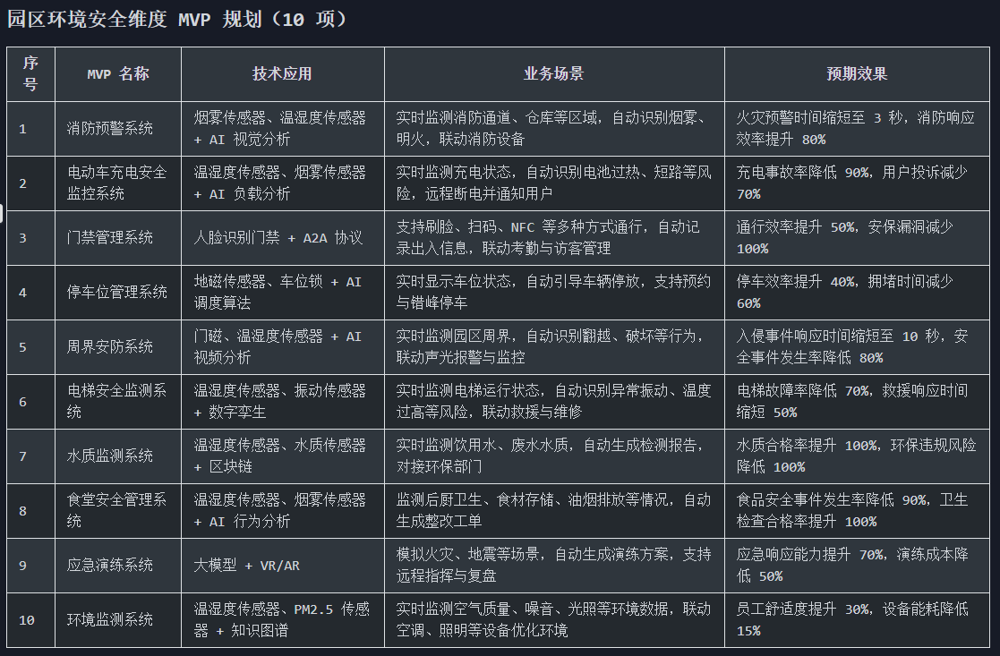 园区环境安全维度 MVP 规划（10 项）
序
号
MVP 名称
技术应用
业务场景
预期效果
1
消防预警系统
烟雾传感器、温湿度传感器
+ AI 视觉分析
实时监测消防通道、仓库等区域，自动识别烟雾、
明火，联动消防设备
火灾预警时间缩短至 3 秒，消防响应
效率提升 80%
2
电动车充电安全
监控系统
温湿度传感器、烟雾传感器
+ AI 负载分析
实时监测充电状态，自动识别电池过热、短路等风
险，远程断电并通知用户
充电事故率降低 90%，用户投诉减少
70%
3
门禁管理系统
人脸识别门禁 + A2A 协议
支持刷脸、扫码、NFC 等多种方式通行，自动记
录出入信息，联动考勤与访客管理
通行效率提升 50%，安保漏洞减少
100%
4
停车位管理系统
地磁传感器、车位锁 + AI
调度算法
实时显示车位状态，自动引导车辆停放，支持预约
与错峰停车
停车效率提升 40%，拥堵时间减少
60%
5
周界安防系统
门磁、温湿度传感器 + AI
视频分析
实时监测园区周界，自动识别翻越、破坏等行为，
联动声光报警与监控
入侵事件响应时间缩短至 10 秒，安
全事件发生率降低 80%
6
电梯安全监测系
统
温湿度传感器、振动传感器
+ 数字孪生
实时监测电梯运行状态，自动识别异常振动、温度
过高等风险，联动救援与维修
电梯故障率降低 70%，救援响应时间
缩短 50%
7
水质监测系统
温湿度传感器、水质传感器
+ 区块链
实时监测饮用水、废水水质，自动生成检测报告，
对接环保部门
水质合格率提升 100%，环保违规风险
降低 100%
8
食堂安全管理系
统
温湿度传感器、烟雾传感器
+ AI 行为分析
监测后厨卫生、食材存储、油烟排放等情况，自动
生成整改工单
食品安全事件发生率降低 90%，卫生
检查合格率提升 100%
9
应急演练系统
大模型 + VR/AR
模拟火灾、地震等场景，自动生成演练方案，支持
远程指挥与复盘
应急响应能力提升 70%，演练成本降
低 50%
10
环境监测系统
温湿度传感器、PM2.5 传感
器 + 知识图谱
实时监测空气质量、噪音、光照等环境数据，联动
空调、照明等设备优化环境
员工舒适度提升 30%，设备能耗降低
15%